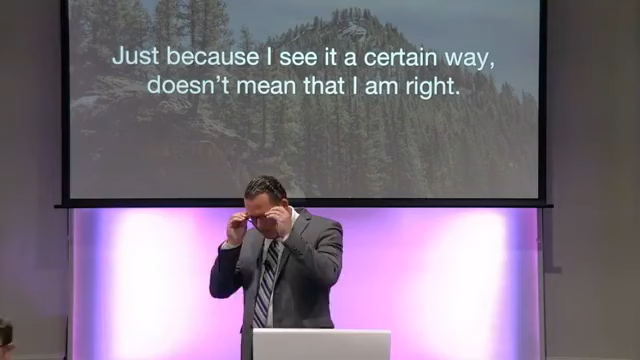 Just because I see it a certain way,
doesn't mean that I am right.